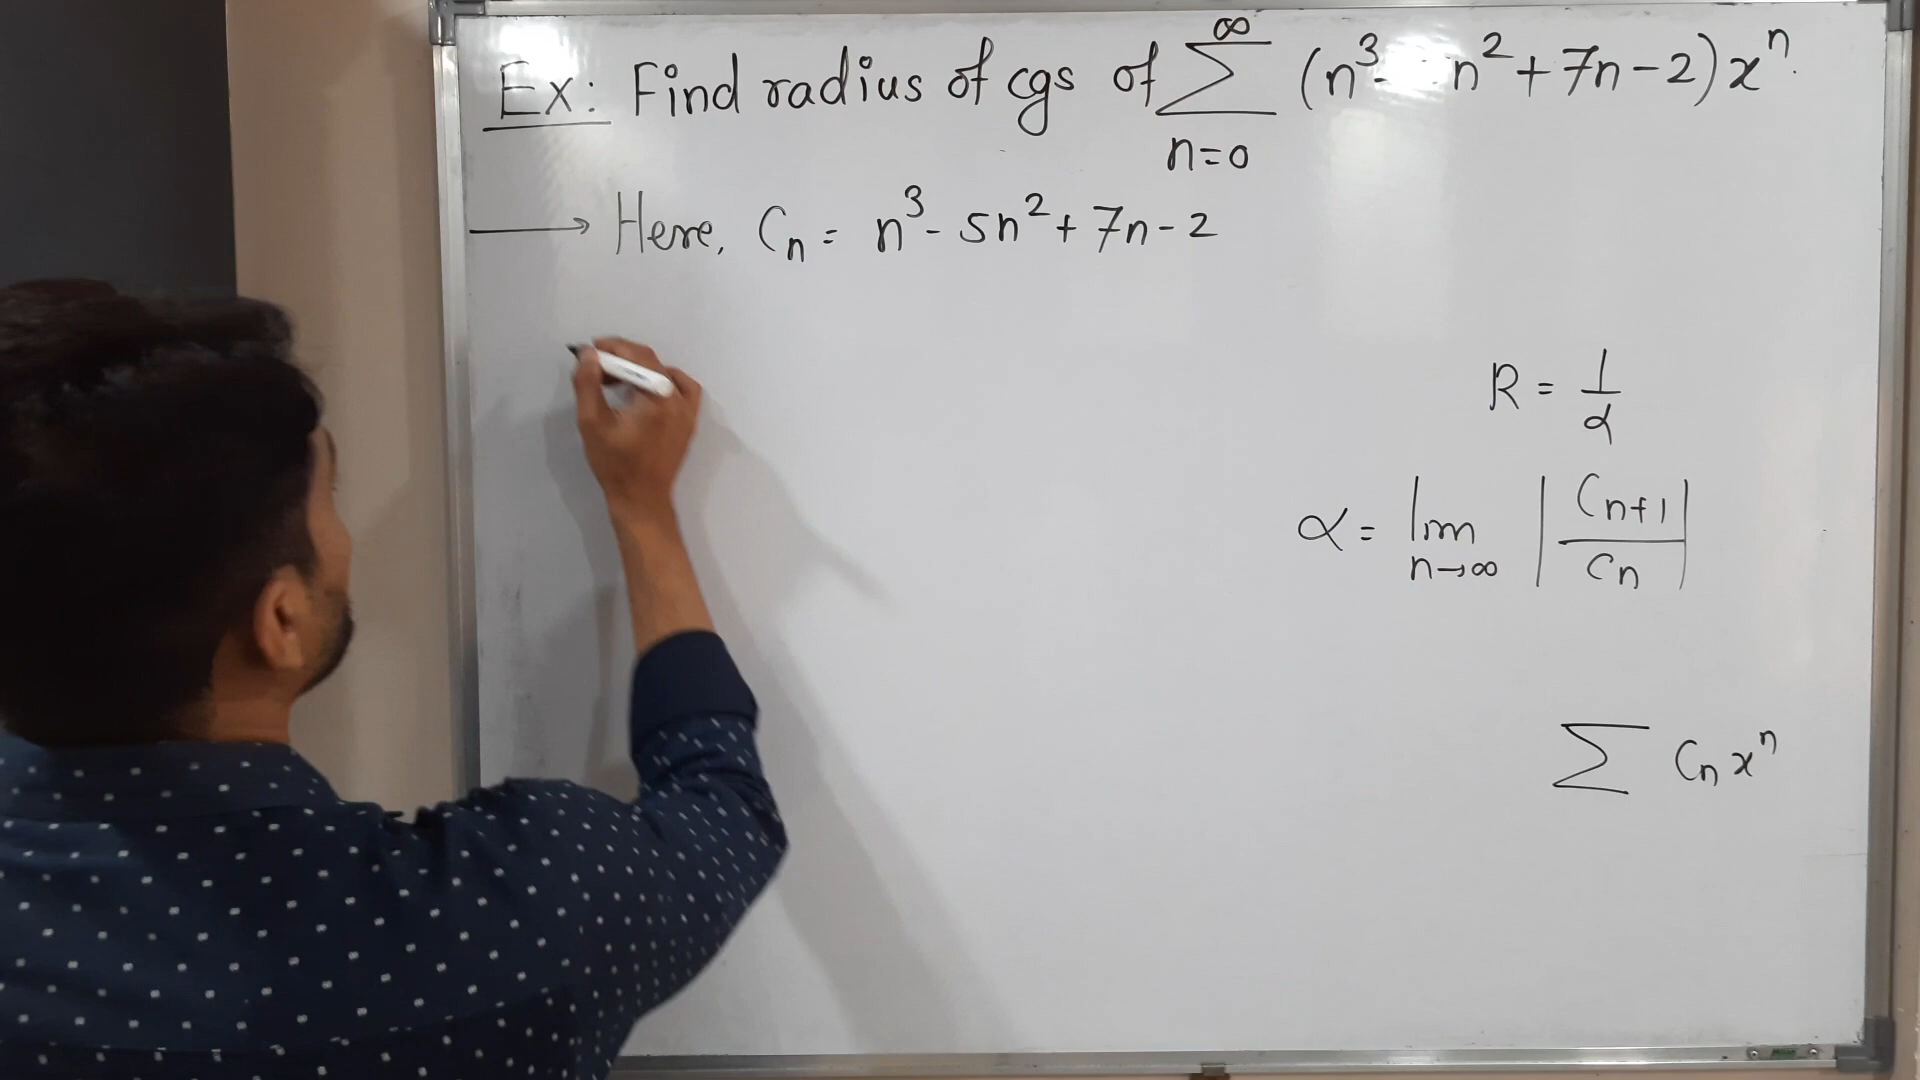 Ex: Find radius of cgs of ∑_{n=0}^{∞} (n³ - n² + 7n - 2) xⁿ.
→ Here, Cn = n³ - 5n² + 7n - 2
R = 1/α
α = lim_{n→∞} | Cn+1 / Cn |
∑ Cn xⁿ